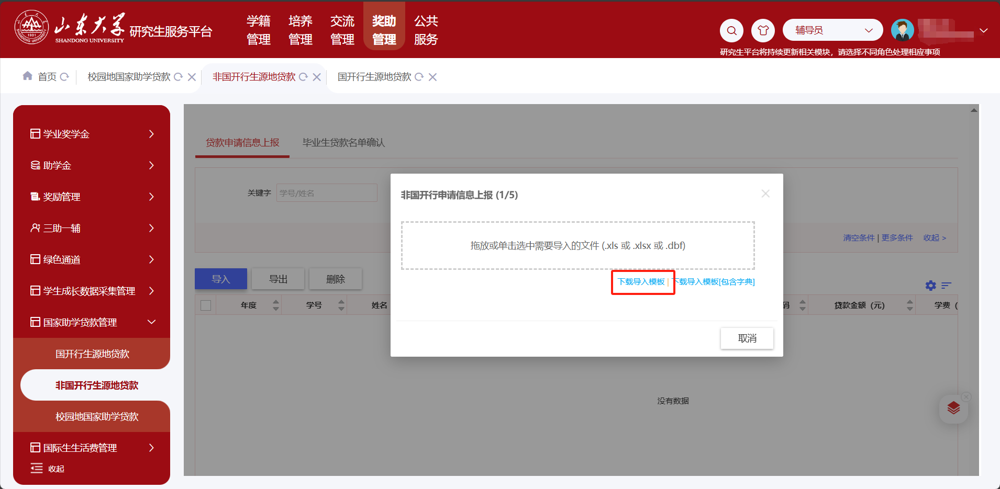 山东大学
SHANDONG UNIVERSITY
1901
研究生服务平台
学籍
管理
培养
管理
交流
管理
奖助
管理
公共
服务
辅导员
研究生平台将持续更新相关模块，请选择不同角色处理相应事项
首页
校园地国家助学贷款
非国开行生源地贷款
国开行生源地贷款
学业奖学金
助学金
奖励管理
三助一辅
绿色通道
学生成长数据采集管理
国家助学贷款管理
国开行生源地贷款
非国开行生源地贷款
校园地国家助学贷款
国际生生活费管理
收起
贷款申请信息上报
毕业生贷款名单确认
关键字
学号/姓名
清空条件 | 更多条件 收起 >
导入
导出
删除
年度
学号
姓名
码
贷款金额（元）
学费（
没有数据
非国开行申请信息上报 (1/5)
拖放或单击选中需要导入的文件 (.xls 或 .xlsx 或 .dbf)
下载导入模板 | 下载导入模板[包含字典]
取消